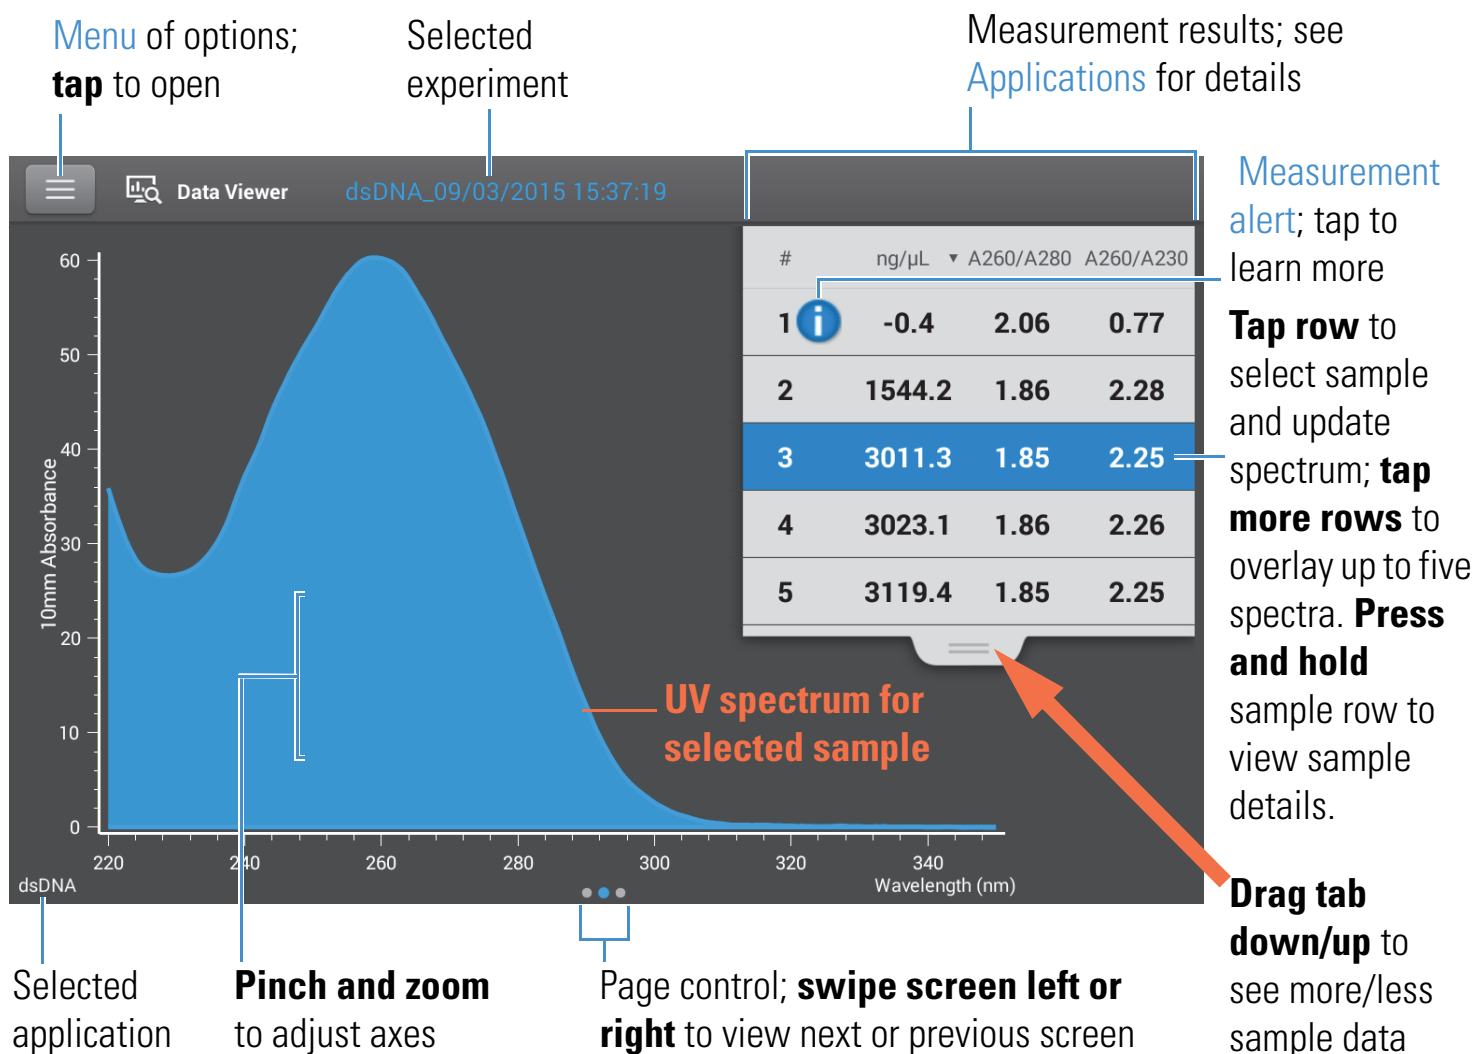 Menu of options;
tap to open
Selected
experiment
Measurement results; see
Applications for details
Data Viewer
dsDNA_09/03/2015 15:37:19
Measurement
alert; tap to
learn more
Tap row to
select sample
and update
spectrum; tap
more rows to
overlay up to five
spectra. Press
and hold
sample row to
view sample
details.
# ng/µL ▼ A260/A280 A260/A230
1 i -0.4 2.06 0.77
2 1544.2 1.86 2.28
3 3011.3 1.85 2.25
4 3023.1 1.86 2.26
5 3119.4 1.85 2.25
10mm Absorbance
60
50
40
30
20
10
0
UV spectrum for
selected sample
220 240 260 280 300 320 340
Wavelength (nm)
dsDNA
Drag tab
down/up to
see more/less
sample data
Selected
application
Pinch and zoom
to adjust axes
Page control; swipe screen left or
right to view next or previous screen